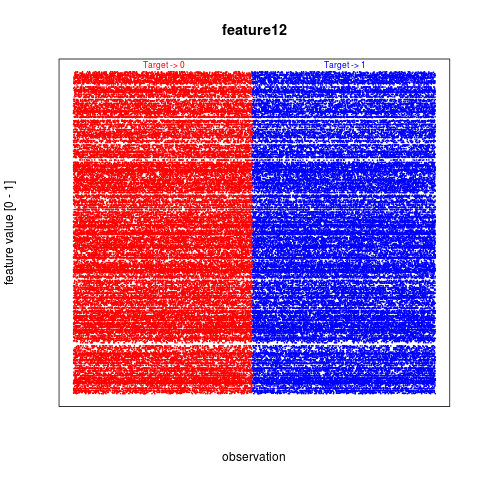 feature12
Target -> 0
Target -> 1
feature value [0 - 1]
observation